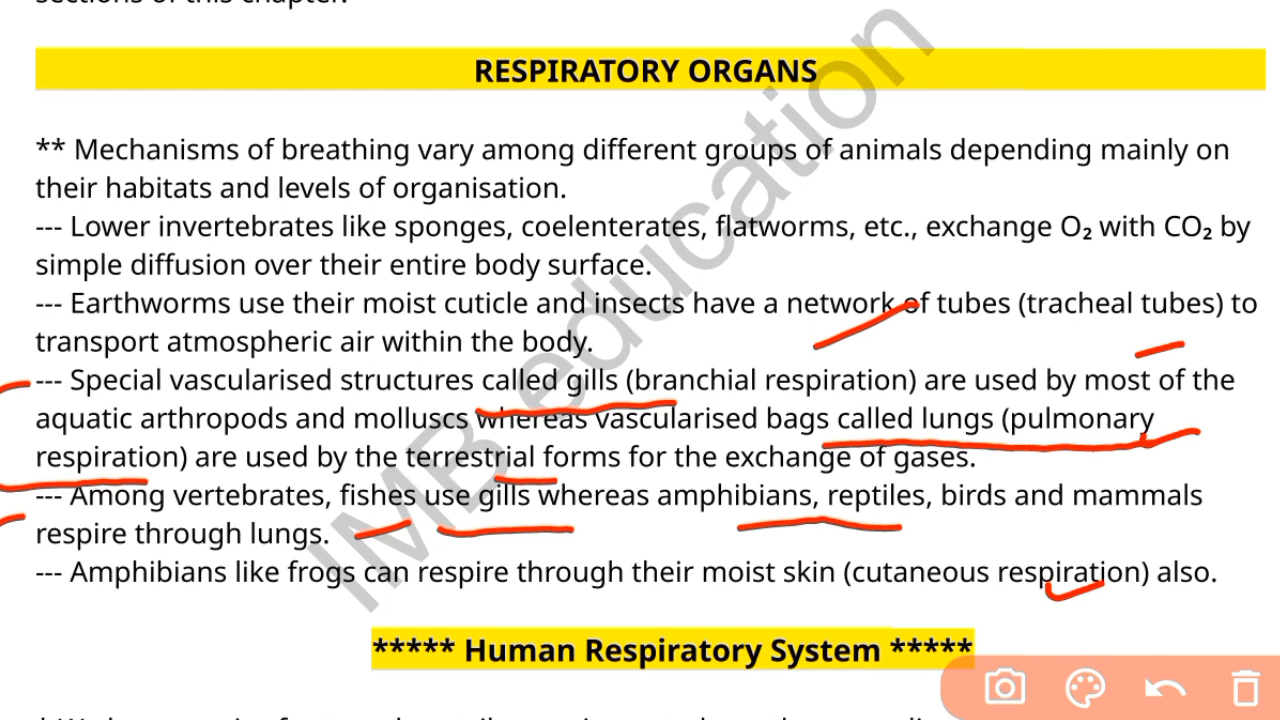 sections of this chapter.
RESPIRATORY ORGANS
** Mechanisms of breathing vary among different groups of animals depending mainly on
their habitats and levels of organisation.
--- Lower invertebrates like sponges, coelenterates, flatworms, etc., exchange O₂ with CO₂ by
simple diffusion over their entire body surface.
--- Earthworms use their moist cuticle and insects have a network of tubes (tracheal tubes) to
transport atmospheric air within the body.
--- Special vascularised structures called gills (branchial respiration) are used by most of the
aquatic arthropods and molluscs whereas vascularised bags called lungs (pulmonary
respiration) are used by the terrestrial forms for the exchange of gases.
--- Among vertebrates, fishes use gills whereas amphibians, reptiles, birds and mammals
respire through lungs.
--- Amphibians like frogs can respire through their moist skin (cutaneous respiration) also.
***** Human Respiratory System *****
IMB education